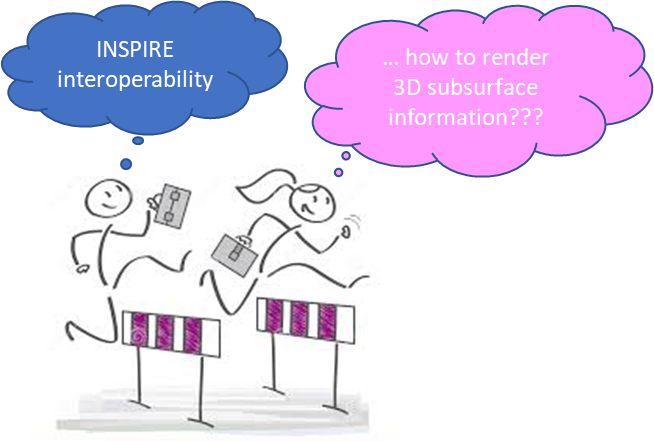 INSPIRE
interoperability
... how to render
3D subsurface
information???